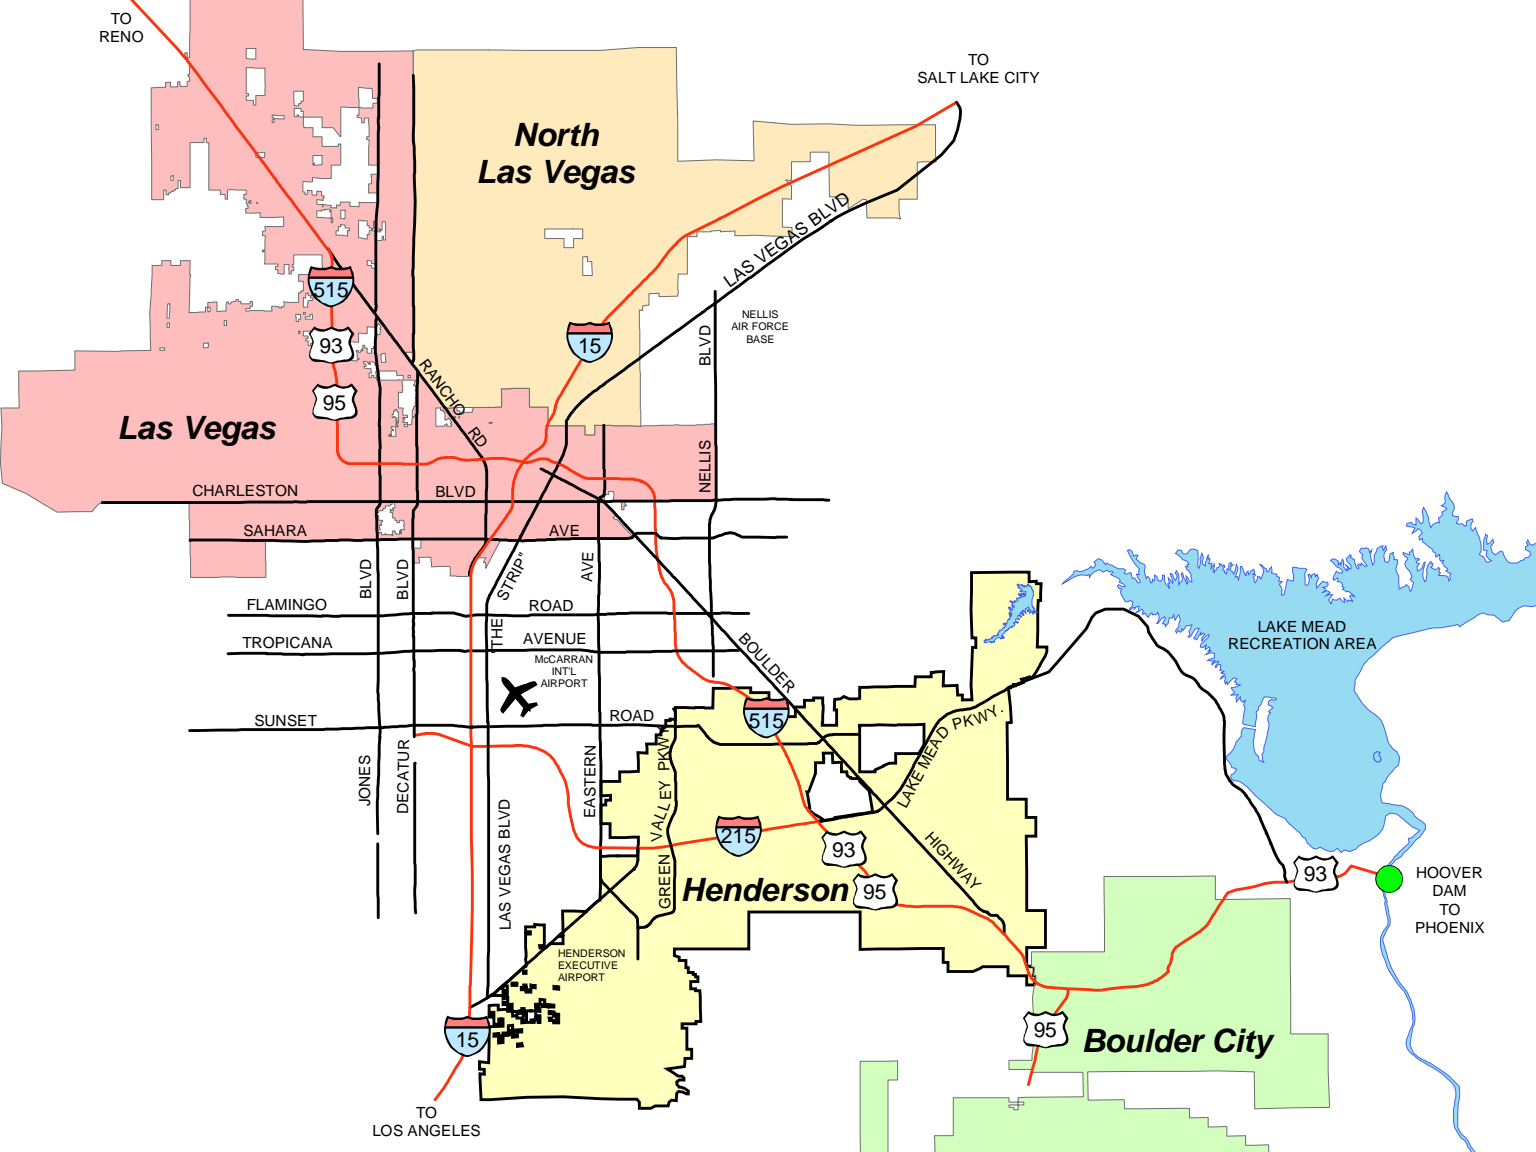 TO
RENO
TO
SALT LAKE CITY
North
Las Vegas
LAS VEGAS BLVD
515
NELLIS
AIR FORCE
BASE
15
93
BLVD
RANCHO RD
95
Las Vegas
NELLIS
CHARLESTON BLVD
SAHARA AVE
BLVD
BLVD
AVE
THE STRIP"
FLAMINGO ROAD
TROPICANA AVENUE
LAKE MEAD
RECREATION AREA
McCARRAN
INT'L
AIRPORT
BOULDER HIGHWAY
SUNSET ROAD
515
LAKE MEAD PKWY.
JONES
DECATUR
EASTERN
GREEN VALLEY PKWY
LAS VEGAS BLVD
215
93
95
Henderson
93
HOOVER
DAM
TO
PHOENIX
HENDERSON
EXECUTIVE
AIRPORT
15
95
Boulder City
TO
LOS ANGELES